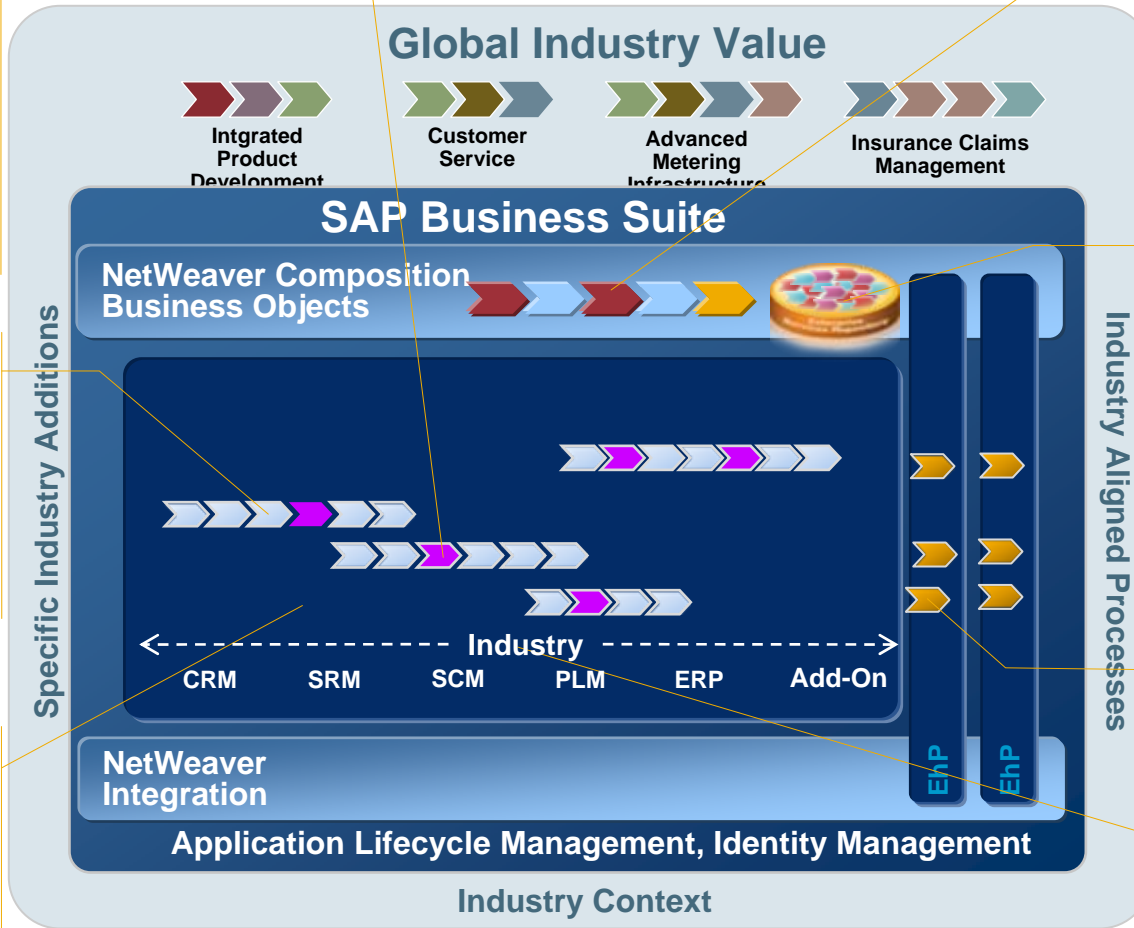 Global Industry Value
Intgrated
Product
Development
Customer
Service
Advanced
Metering
Infrastructure
Insurance Claims
Management
SAP Business Suite
NetWeaver Composition
Business Objects
Specific Industry Additions
Industry Aligned Processes
Industry
CRM
SRM
SCM
PLM
ERP
Add-On
EhP
EhP
NetWeaver
Integration
Application Lifecycle Management, Identity Management
Industry Context